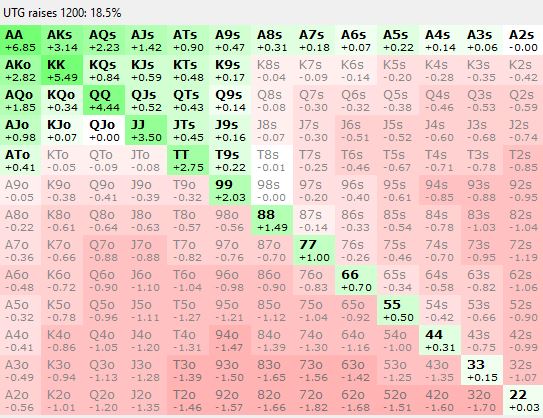 UTG raises 1200: 18.5%
AA AKs AQs AJs ATs A9s A8s A7s A6s A5s A4s A3s A2s
+6.85 +3.14 +2.23 +1.42 +0.90 +0.47 +0.31 +0.18 +0.07 +0.22 +0.14 +0.06 -0.00
AKo KK KQs KJs KTs K9s K8s K7s K6s K5s K4s K3s K2s
+2.82 +5.49 +0.84 +0.59 +0.48 +0.17 -0.04 -0.09 -0.14 -0.20 -0.28 -0.35 -0.42
AQo KQo QQ QJs QTs Q9s Q8s Q7s Q6s Q5s Q4s Q3s Q2s
+1.85 +0.34 +4.44 +0.52 +0.43 +0.14 -0.08 -0.30 -0.32 -0.38 -0.46 -0.53 -0.59
AJo KJo QJo JJ JTs J9s J8s J7s J6s J5s J4s J3s J2s
+0.98 +0.07 +0.00 +3.50 +0.45 +0.16 -0.07 -0.30 -0.51 -0.52 -0.60 -0.68 -0.74
ATo KTo QTo JTo TT T9s T8s T7s T6s T5s T4s T3s T2s
+0.41 -0.05 -0.09 -0.08 +2.75 +0.22 -0.01 -0.25 -0.46 -0.67 -0.71 -0.78 -0.85
A9o K9o Q9o J9o T9o 99 98s 97s 96s 95s 94s 93s 92s
-0.05 -0.38 -0.41 -0.39 -0.32 +2.03 -0.00 -0.20 -0.40 -0.61 -0.85 -0.88 -0.95
A8o K8o Q8o J8o T8o 98o 88 87s 86s 85s 84s 83s 82s
-0.22 -0.58 -0.64 -0.63 -0.57 -0.56 +1.49 -0.14 -0.33 -0.54 -0.78 -1.03 -1.04
A7o K7o Q7o J7o T7o 97o 87o 77 76s 75s 74s 73s 72s
-0.36 -0.66 -0.88 -0.88 -0.82 -0.76 -0.70 +1.00 -0.26 -0.46 -0.70 -0.95 -1.19
A6o K6o Q6o J6o T6o 96o 86o 76o 66 65s 64s 63s 62s
-0.48 -0.72 -0.90 -1.10 -1.04 -0.98 -0.90 -0.83 +0.70 -0.34 -0.58 -0.82 -1.06
A5o K5o Q5o J5o T5o 95o 85o 75o 65o 55 54s 53s 52s
-0.32 -0.78 -0.96 -1.11 -1.27 -1.21 -1.12 -1.04 -0.92 +0.50 -0.42 -0.66 -0.90
A4o K4o Q4o J4o T4o 94o 84o 74o 64o 54o 44 43s 42s
-0.41 -0.86 -1.05 -1.20 -1.31 -1.47 -1.39 -1.30 -1.16 -1.00 +0.31 -0.75 -0.99
A3o K3o Q3o J3o T3o 93o 83o 73o 63o 53o 43o 33 32s
-0.49 -0.94 -1.13 -1.28 -1.39 -1.50 -1.65 -1.56 -1.42 -1.25 -1.35 +0.15 -1.07
A2o K2o Q2o J2o T2o 92o 82o 72o 62o 52o 42o 32o 22
-0.56 -1.01 -1.20 -1.35 -1.46 -1.57 -1.66 -1.82 -1.68 -1.51 -1.60 -1.70 +0.03